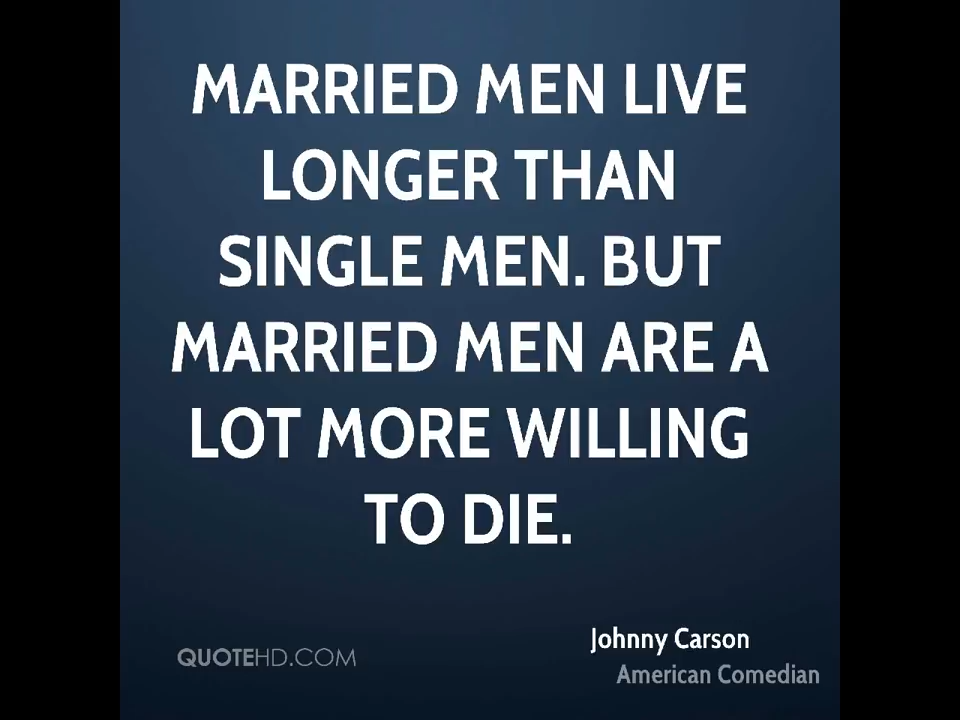 MARRIED MEN LIVE
LONGER THAN
SINGLE MEN. BUT
MARRIED MEN ARE A
LOT MORE WILLING
TO DIE.
Johnny Carson
QUOTEHD.COM
American Comedian